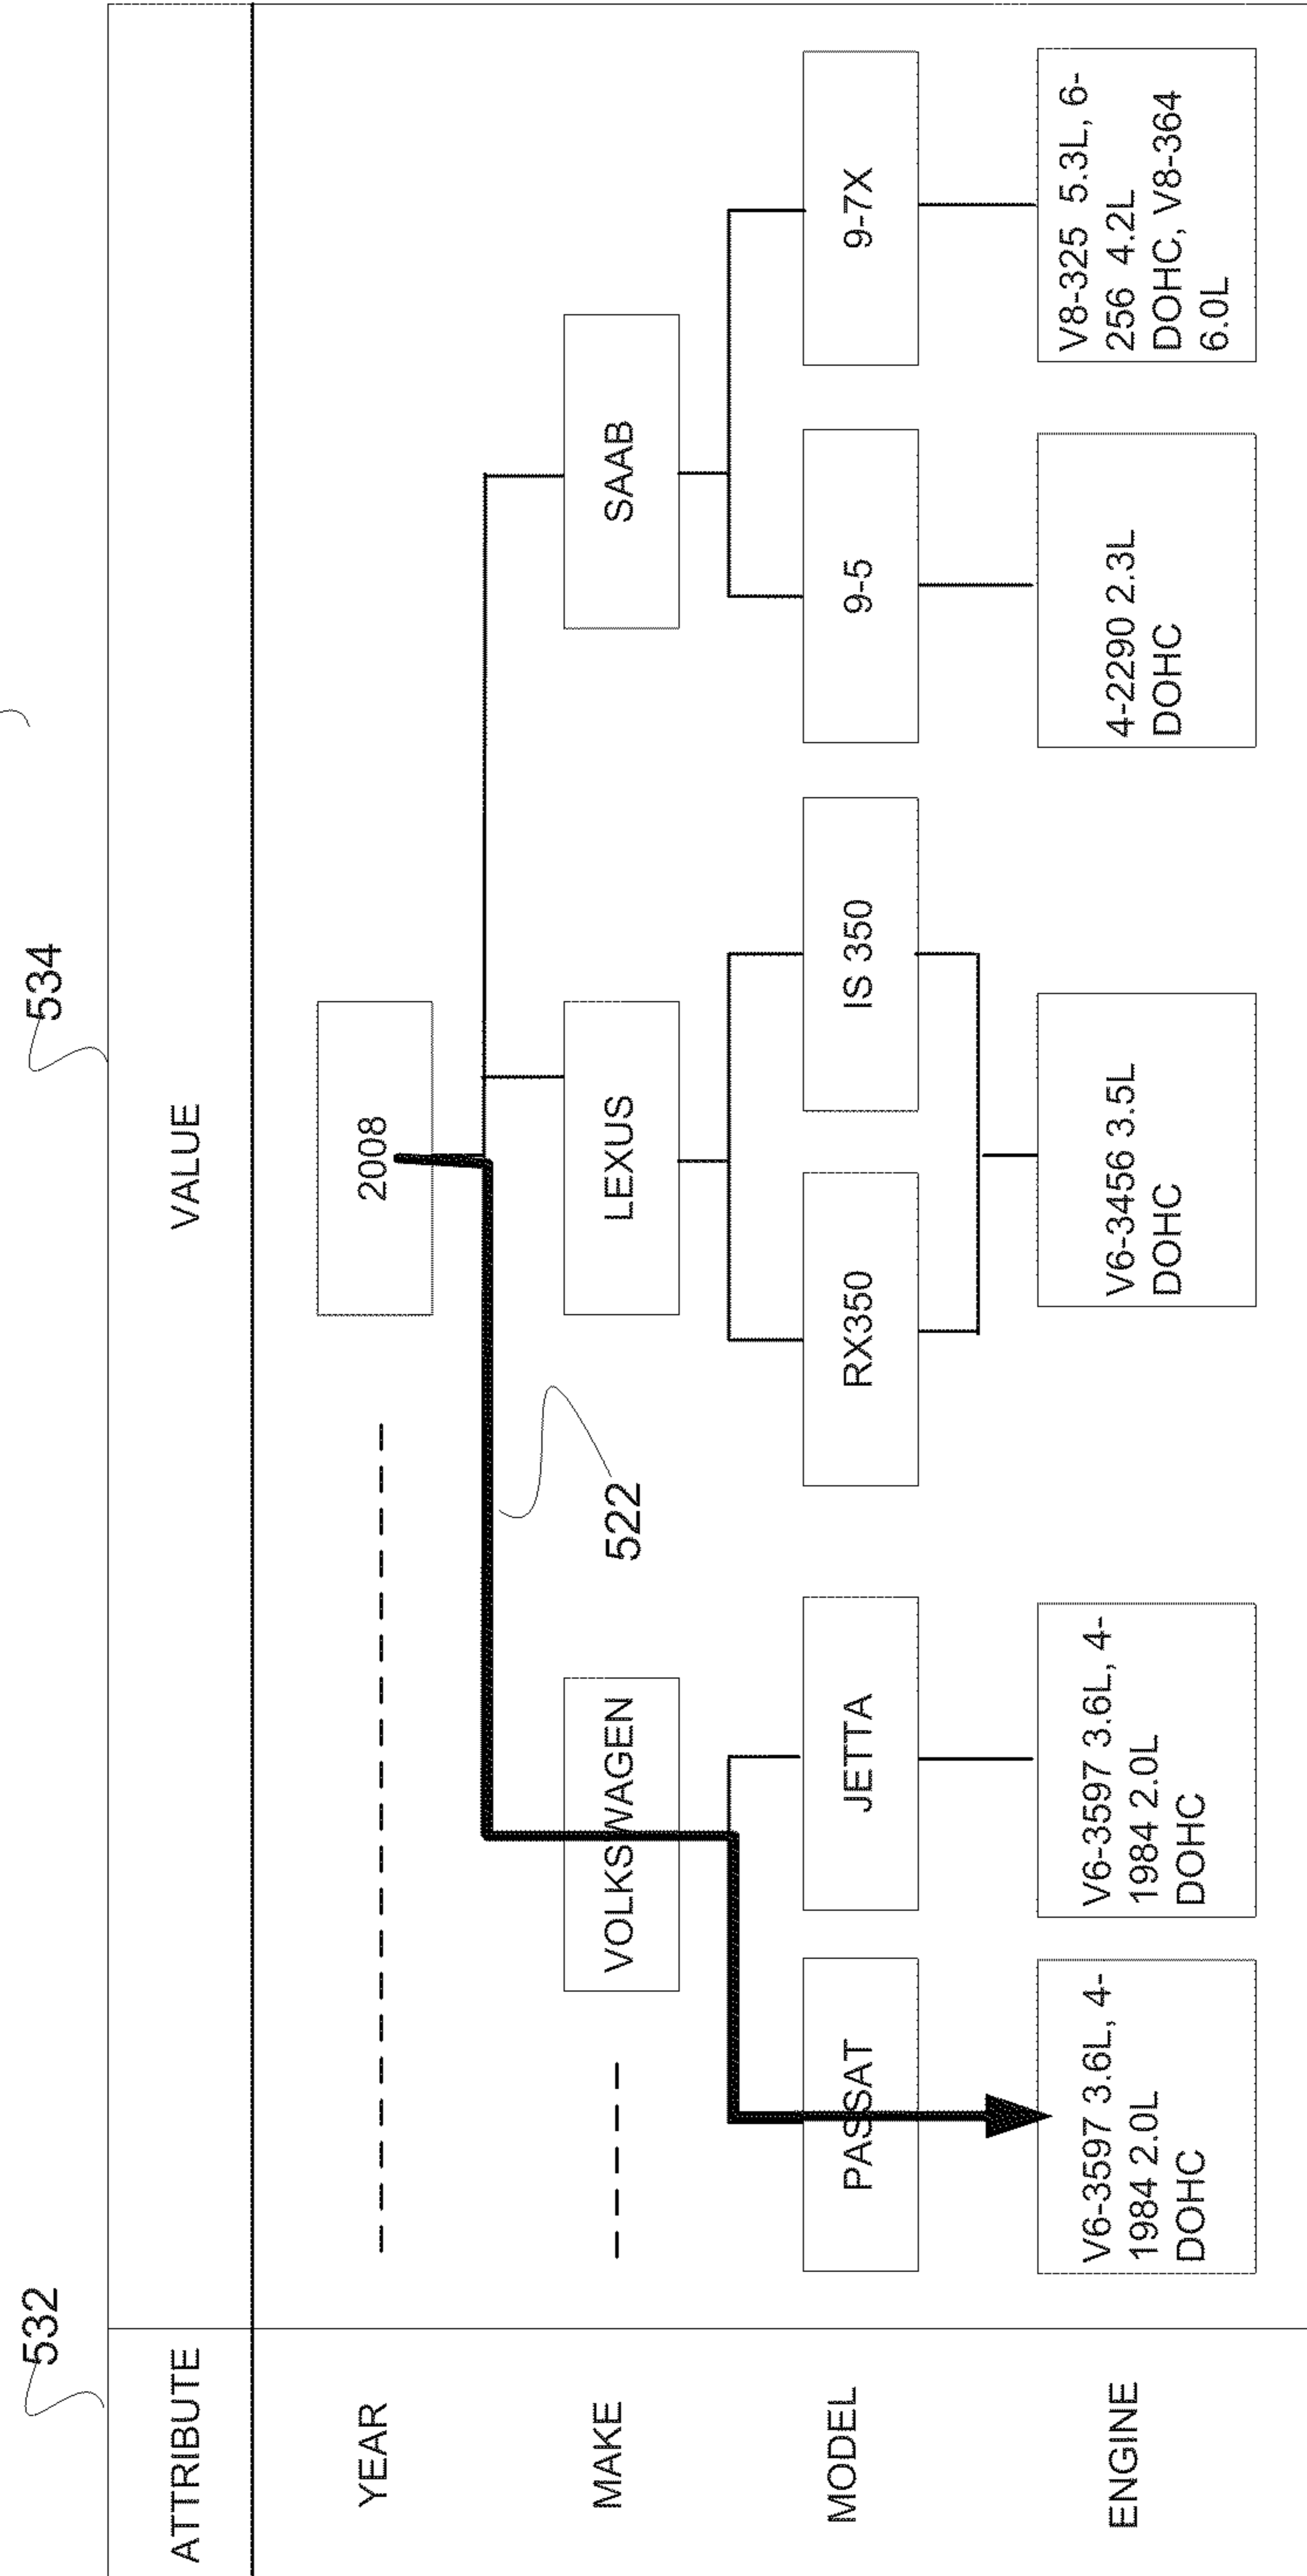 532
534
ATTRIBUTE
VALUE
YEAR
2008
522
MAKE
VOLKSWAGEN
LEXUS
SAAB
MODEL
PASSAT
JETTA
RX350
IS 350
9-5
9-7X
ENGINE
V6-3597 3.6L, 4-
1984 2.0L
DOHC
V6-3597 3.6L, 4-
1984 2.0L
DOHC
V6-3456 3.5L
DOHC
4-2290 2.3L
DOHC
V8-325 5.3L, 6-
256 4.2L
DOHC, V8-364
6.0L